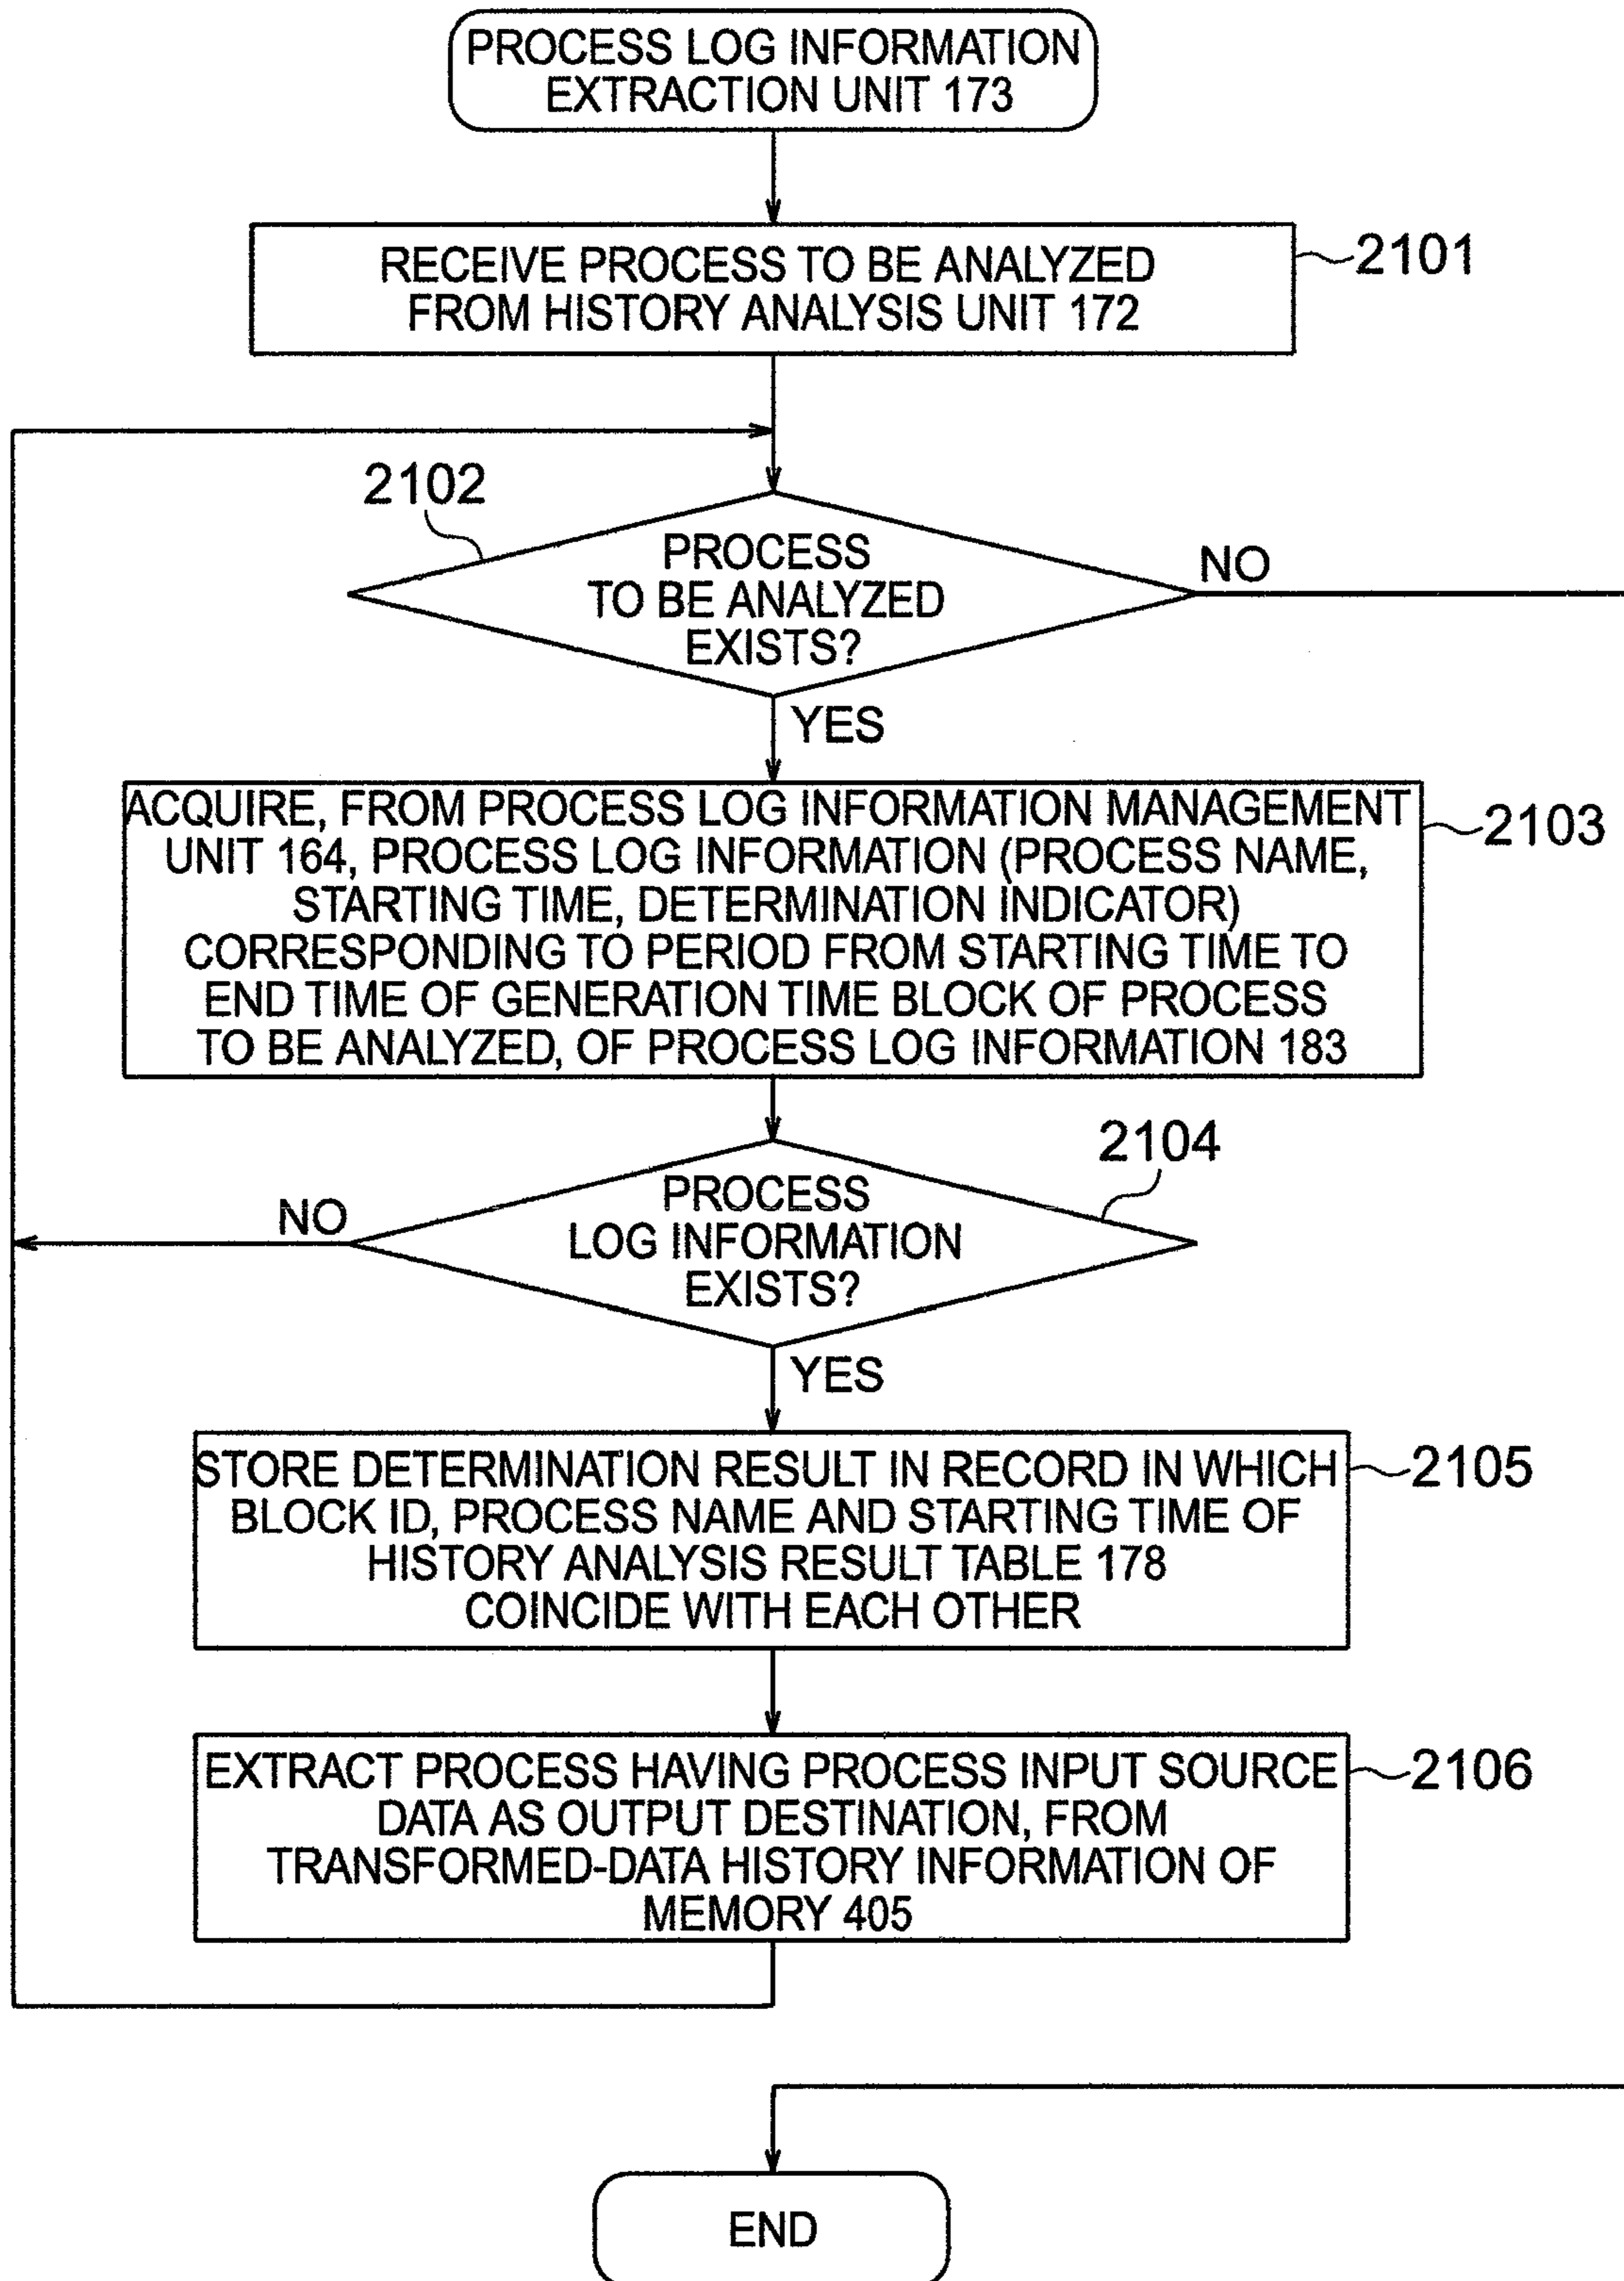 PROCESS LOG INFORMATION
EXTRACTION UNIT 173
RECEIVE PROCESS TO BE ANALYZED
FROM HISTORY ANALYSIS UNIT 172
2101
2102
PROCESS
TO BE ANALYZED
EXISTS?
NO
YES
ACQUIRE, FROM PROCESS LOG INFORMATION MANAGEMENT
UNIT 164, PROCESS LOG INFORMATION (PROCESS NAME,
STARTING TIME, DETERMINATION INDICATOR)
CORRESPONDING TO PERIOD FROM STARTING TIME TO
END TIME OF GENERATION TIME BLOCK OF PROCESS
TO BE ANALYZED, OF PROCESS LOG INFORMATION 183
2103
2104
PROCESS
LOG INFORMATION
EXISTS?
NO
YES
STORE DETERMINATION RESULT IN RECORD IN WHICH
BLOCK ID, PROCESS NAME AND STARTING TIME OF
HISTORY ANALYSIS RESULT TABLE 178
COINCIDE WITH EACH OTHER
2105
EXTRACT PROCESS HAVING PROCESS INPUT SOURCE
DATA AS OUTPUT DESTINATION, FROM
TRANSFORMED-DATA HISTORY INFORMATION OF
MEMORY 405
2106
END